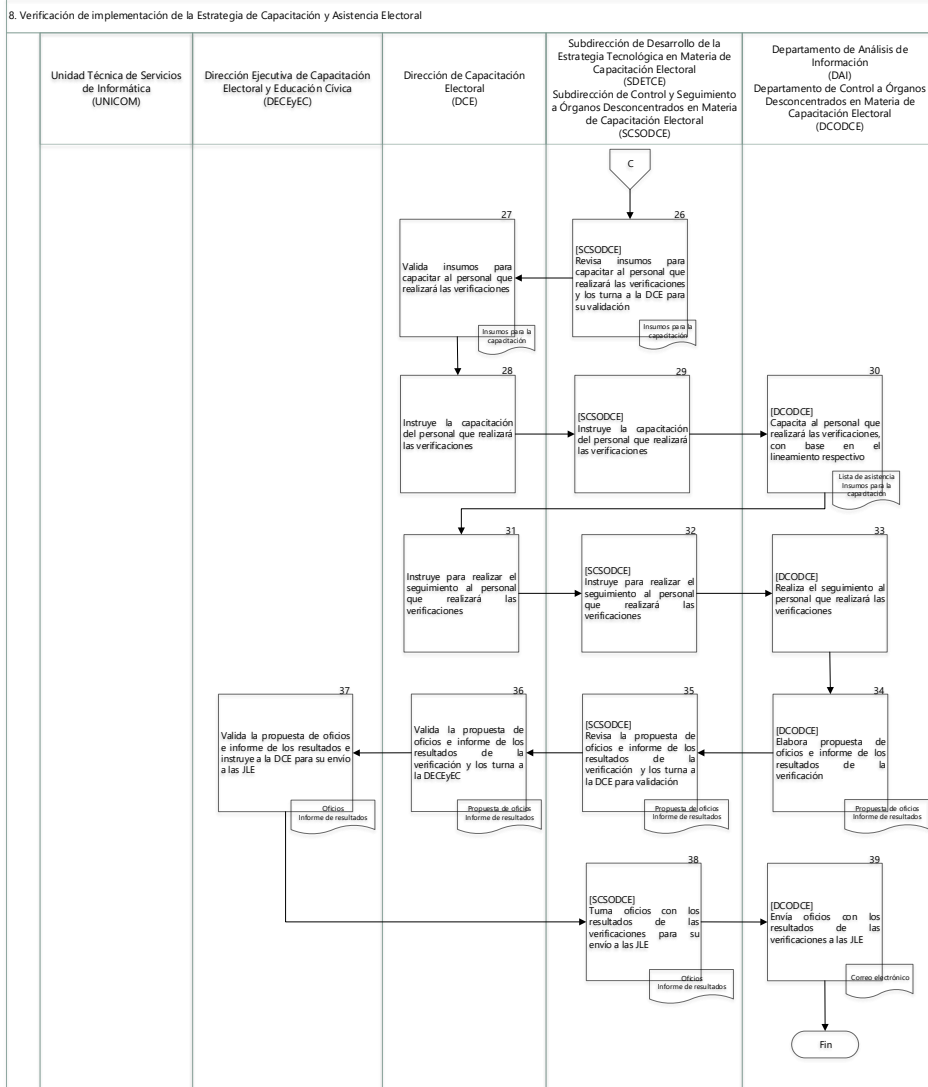 8. Verificación de implementación de la Estrategia de Capacitación y Asistencia Electoral
Unidad Técnica de Servicios
de Informática
(UNICOM)
Dirección Ejecutiva de Capacitación
Electoral y Educación Cívica
(DECEyEC)
Dirección de Capacitación
Electoral
(DCE)
Subdirección de Desarrollo de la
Estrategia Tecnológica en Materia de
Capacitación Electoral
(SDETCE)
Subdirección de Control y Seguimiento
a Órganos Desconcentrados en Materia
de Capacitación Electoral
(SCSODCE)
Departamento de Análisis de
Información
(DAI)
Departamento de Control a Órganos
Desconcentrados en Materia de
Capacitación Electoral
(DCODCE)
C
26
[SCSODCE]
Revisa insumos para
capacitar al personal que
realizará las verificaciones
y los turna a la DCE para
su validación
Insumos para la
capacitación
27
Valida insumos para
capacitar al personal que
realizará las verificaciones
Insumos para la
capacitación
28
Instruye la capacitación
del personal que realizará
las verificaciones
29
[SCSODCE]
Instruye la capacitación
del personal que realizará
las verificaciones
30
[DCODCE]
Capacita al personal que
realizará las verificaciones,
con base en el
lineamiento respectivo
Lista de asistencia
Insumos para la
capacitación
31
Instruye para realizar el
seguimiento al personal
que realizará las
verificaciones
32
[SCSODCE]
Instruye para realizar el
seguimiento al personal
que realizará las
verificaciones
33
[DCODCE]
Realiza el seguimiento al
personal que realizará las
verificaciones
34
[DCODCE]
Elabora propuesta de
oficios e informe de los
resultados de la
verificación
Propuesta de oficios
Informe de resultados
35
[SCSODCE]
Revisa la propuesta de
oficios e informe de los
resultados de la
verificación y los turna a
la DCE para validación
Propuesta de oficios
Informe de resultados
36
Valida la propuesta de
oficios e informe de los
resultados de la
verificación y los turna a
la DECEyEC
Propuesta de oficios
Informe de resultados
37
Valida la propuesta de oficios
e informe de los resultados e
instruye a la DCE para su envío
a las JLE
Oficios
Informe de resultados
38
[SCSODCE]
Turna oficios con los
resultados de las
verificaciones para su
envío a las JLE
Oficios
Informe de resultados
39
[DCODCE]
Envía oficios con los
resultados de las
verificaciones a las JLE
Correo electrónico
Fin